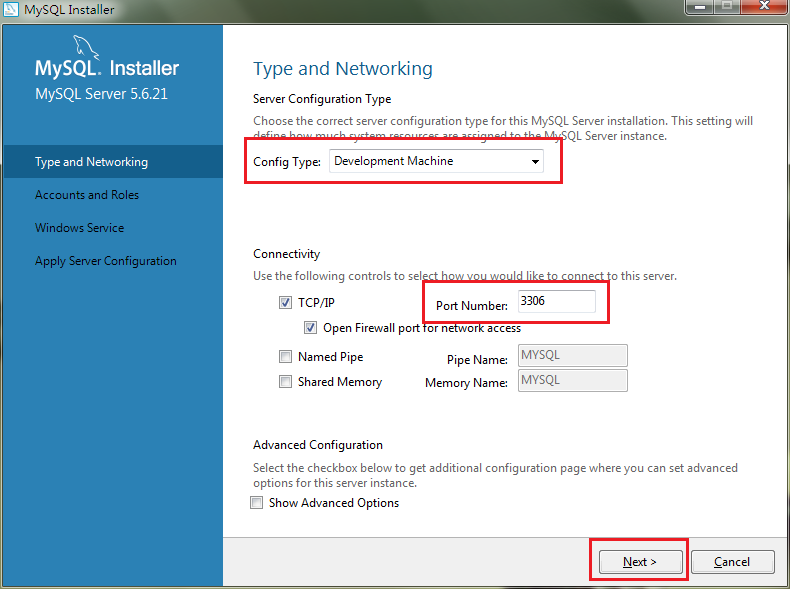 MySQL Installer
MySQL. Installer
MySQL Server 5.6.21
Type and Networking
Accounts and Roles
Windows Service
Apply Server Configuration
Type and Networking
Server Configuration Type
Choose the correct server configuration type for this MySQL Server installation. This setting will
define how much system resources are assigned to the MySQL Server instance.
Config Type: Development Machine
Connectivity
Use the following controls to select how you would like to connect to this server.
TCP/IP Port Number: 3306
Open Firewall port for network access
Named Pipe Pipe Name: MYSQL
Shared Memory Memory Name: MYSQL
Advanced Configuration
Select the checkbox below to get additional configuration page where you can set advanced
options for this server instance.
Show Advanced Options
Next > Cancel